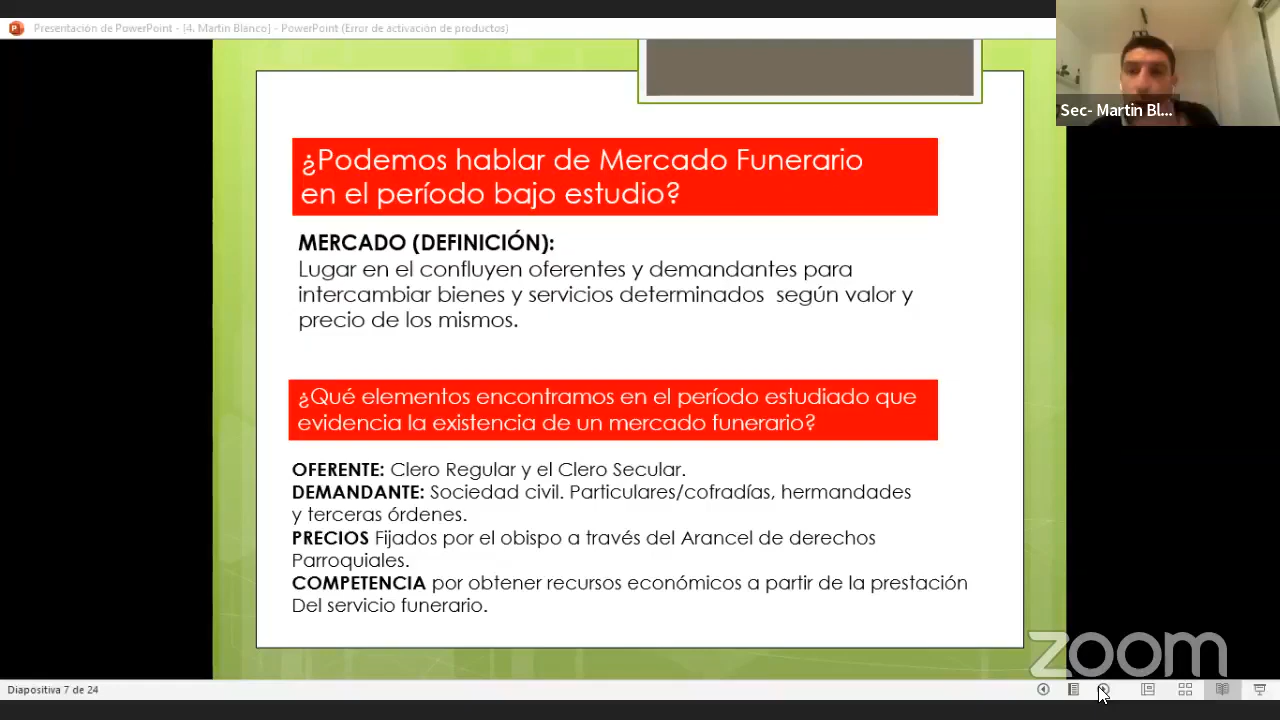 Presentación de PowerPoint - [4. Martin Blanco] - PowerPoint (Error de activación de productos)
Sec- Martin Bl...
¿Podemos hablar de Mercado Funerario
en el período bajo estudio?
MERCADO (DEFINICIÓN):
Lugar en el confluyen oferentes y demandantes para
intercambiar bienes y servicios determinados según valor y
precio de los mismos.
¿Qué elementos encontramos en el período estudiado que
evidencia la existencia de un mercado funerario?
OFERENTE: Clero Regular y el Clero Secular.
DEMANDANTE: Sociedad civil. Particulares/cofradías, hermandades
y terceras órdenes.
PRECIOS Fijados por el obispo a través del Arancel de derechos
Parroquiales.
COMPETENCIA por obtener recursos económicos a partir de la prestación
Del servicio funerario.
zoom
Diapositiva 7 de 24